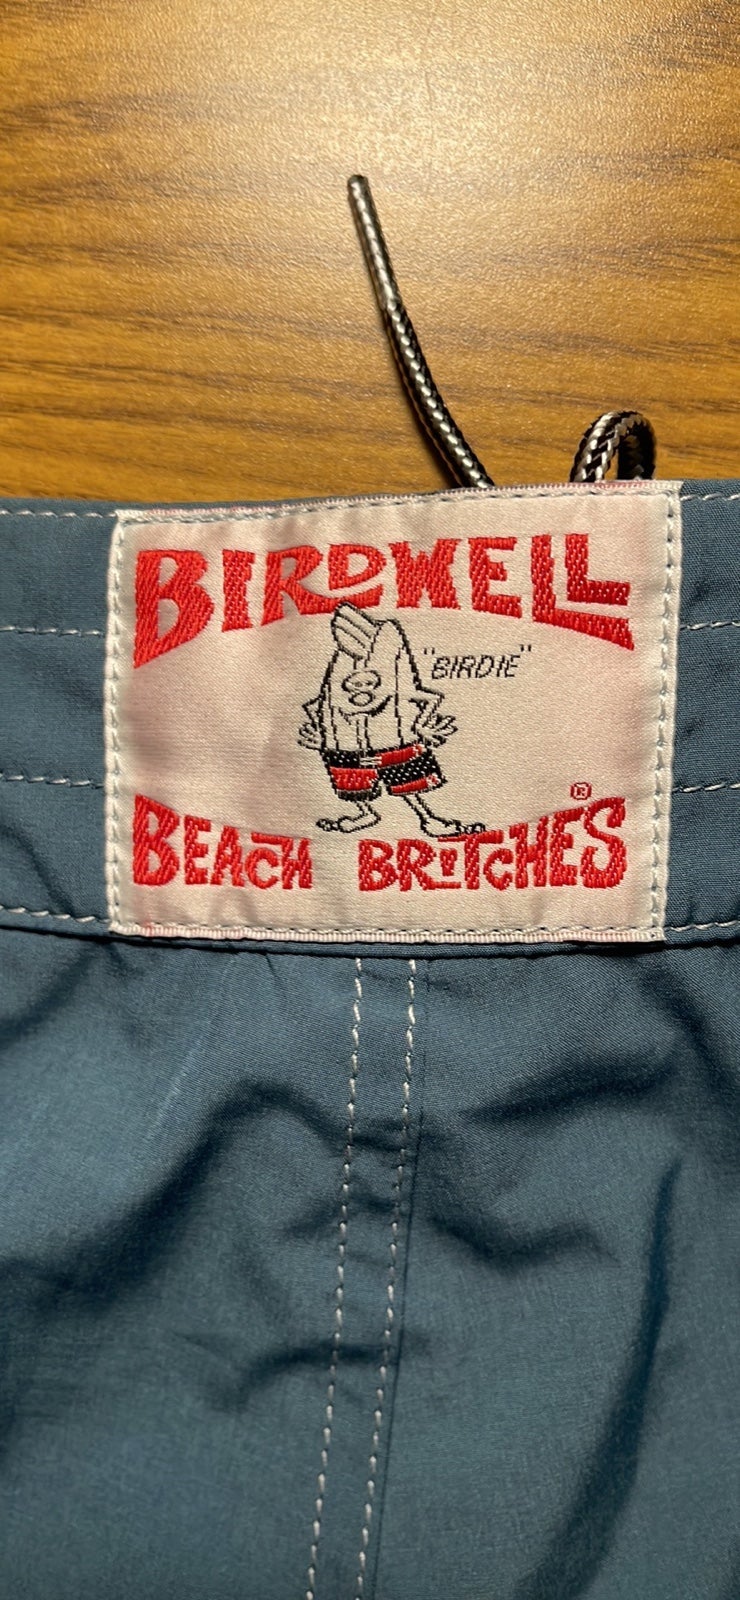 BIRDWELL
"BIRDIE"
®
BEACH BRITCHES